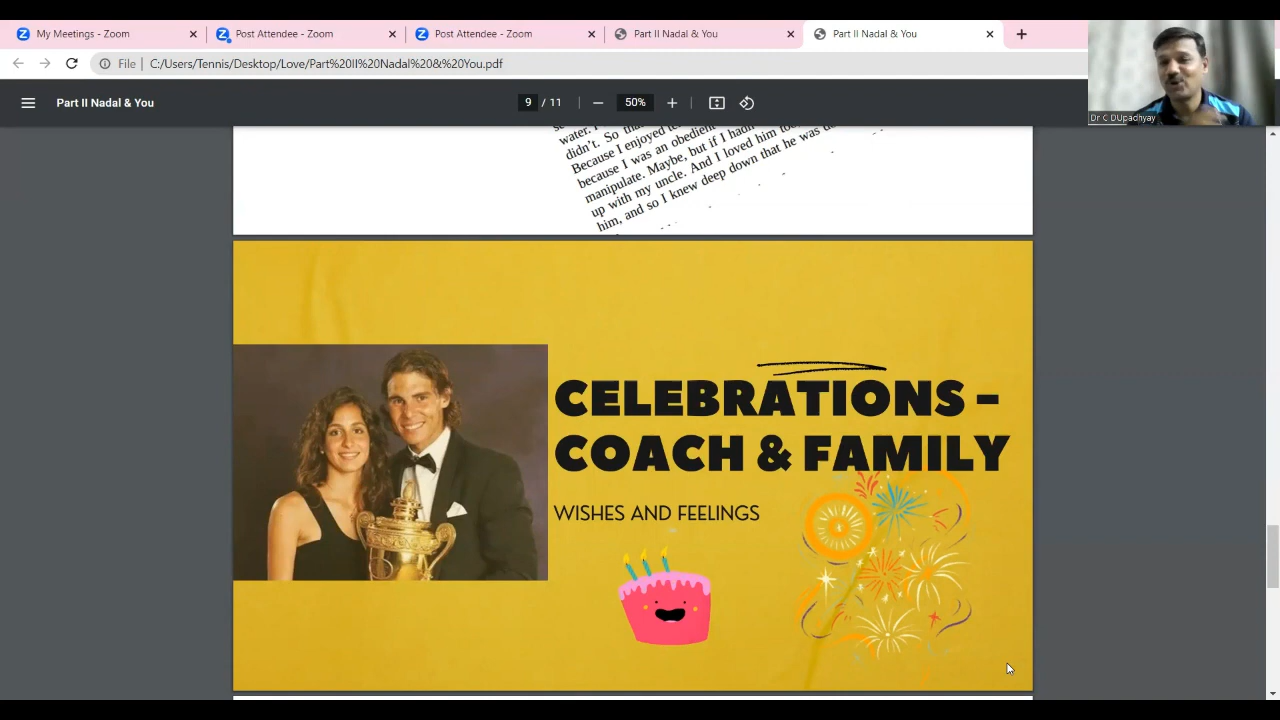 My Meetings - Zoom
Post Attendee - Zoom
Post Attendee - Zoom
Part II Nadal & You
Part II Nadal & You
File
C:/Users/Tennis/Desktop/Love/Part%20II%20Nadal%20&%20You.pdf
Part II Nadal & You
9 / 11
50%
Dr C DUpadhyay
water.
didn't. So
Because I enjoyed
because I was an obedient
manipulate. Maybe, but if I
up with my uncle. And I loved him
him, and so I knew deep down that he was
CELEBRATIONS -
COACH & FAMILY
WISHES AND FEELINGS